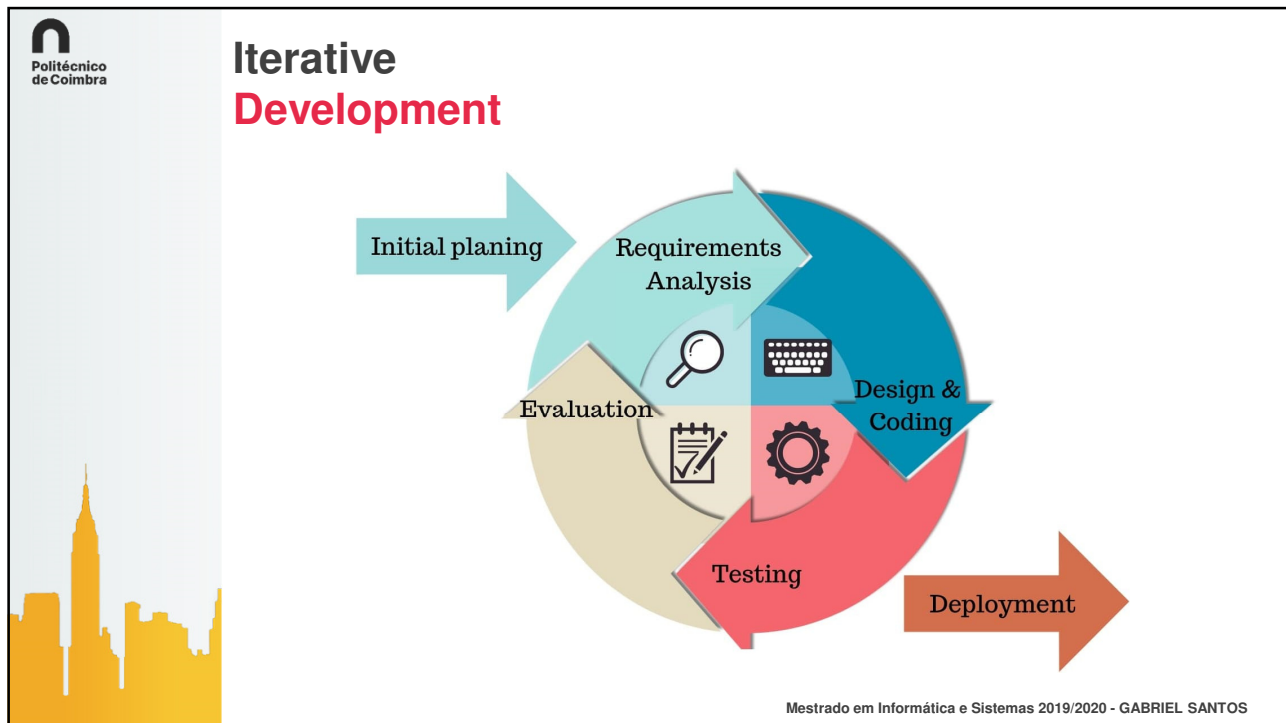 Politécnico
de Coimbra
Iterative
Development
Initial planing
Requirements
Analysis
Design &
Coding
Evaluation
Testing
Deployment
Mestrado em Informática e Sistemas 2019/2020 - GABRIEL SANTOS